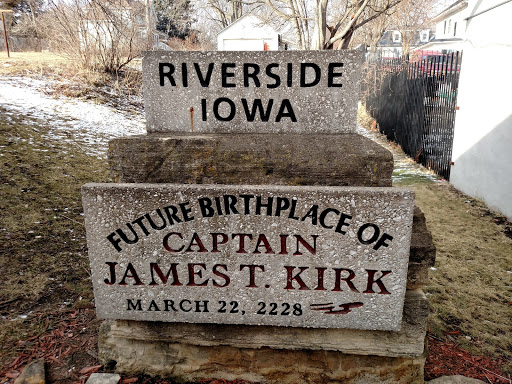 RIVERSIDE
IOWA
FUTURE BIRTHPLACE OF
CAPTAIN
JAMES T. KIRK
MARCH 22, 2228